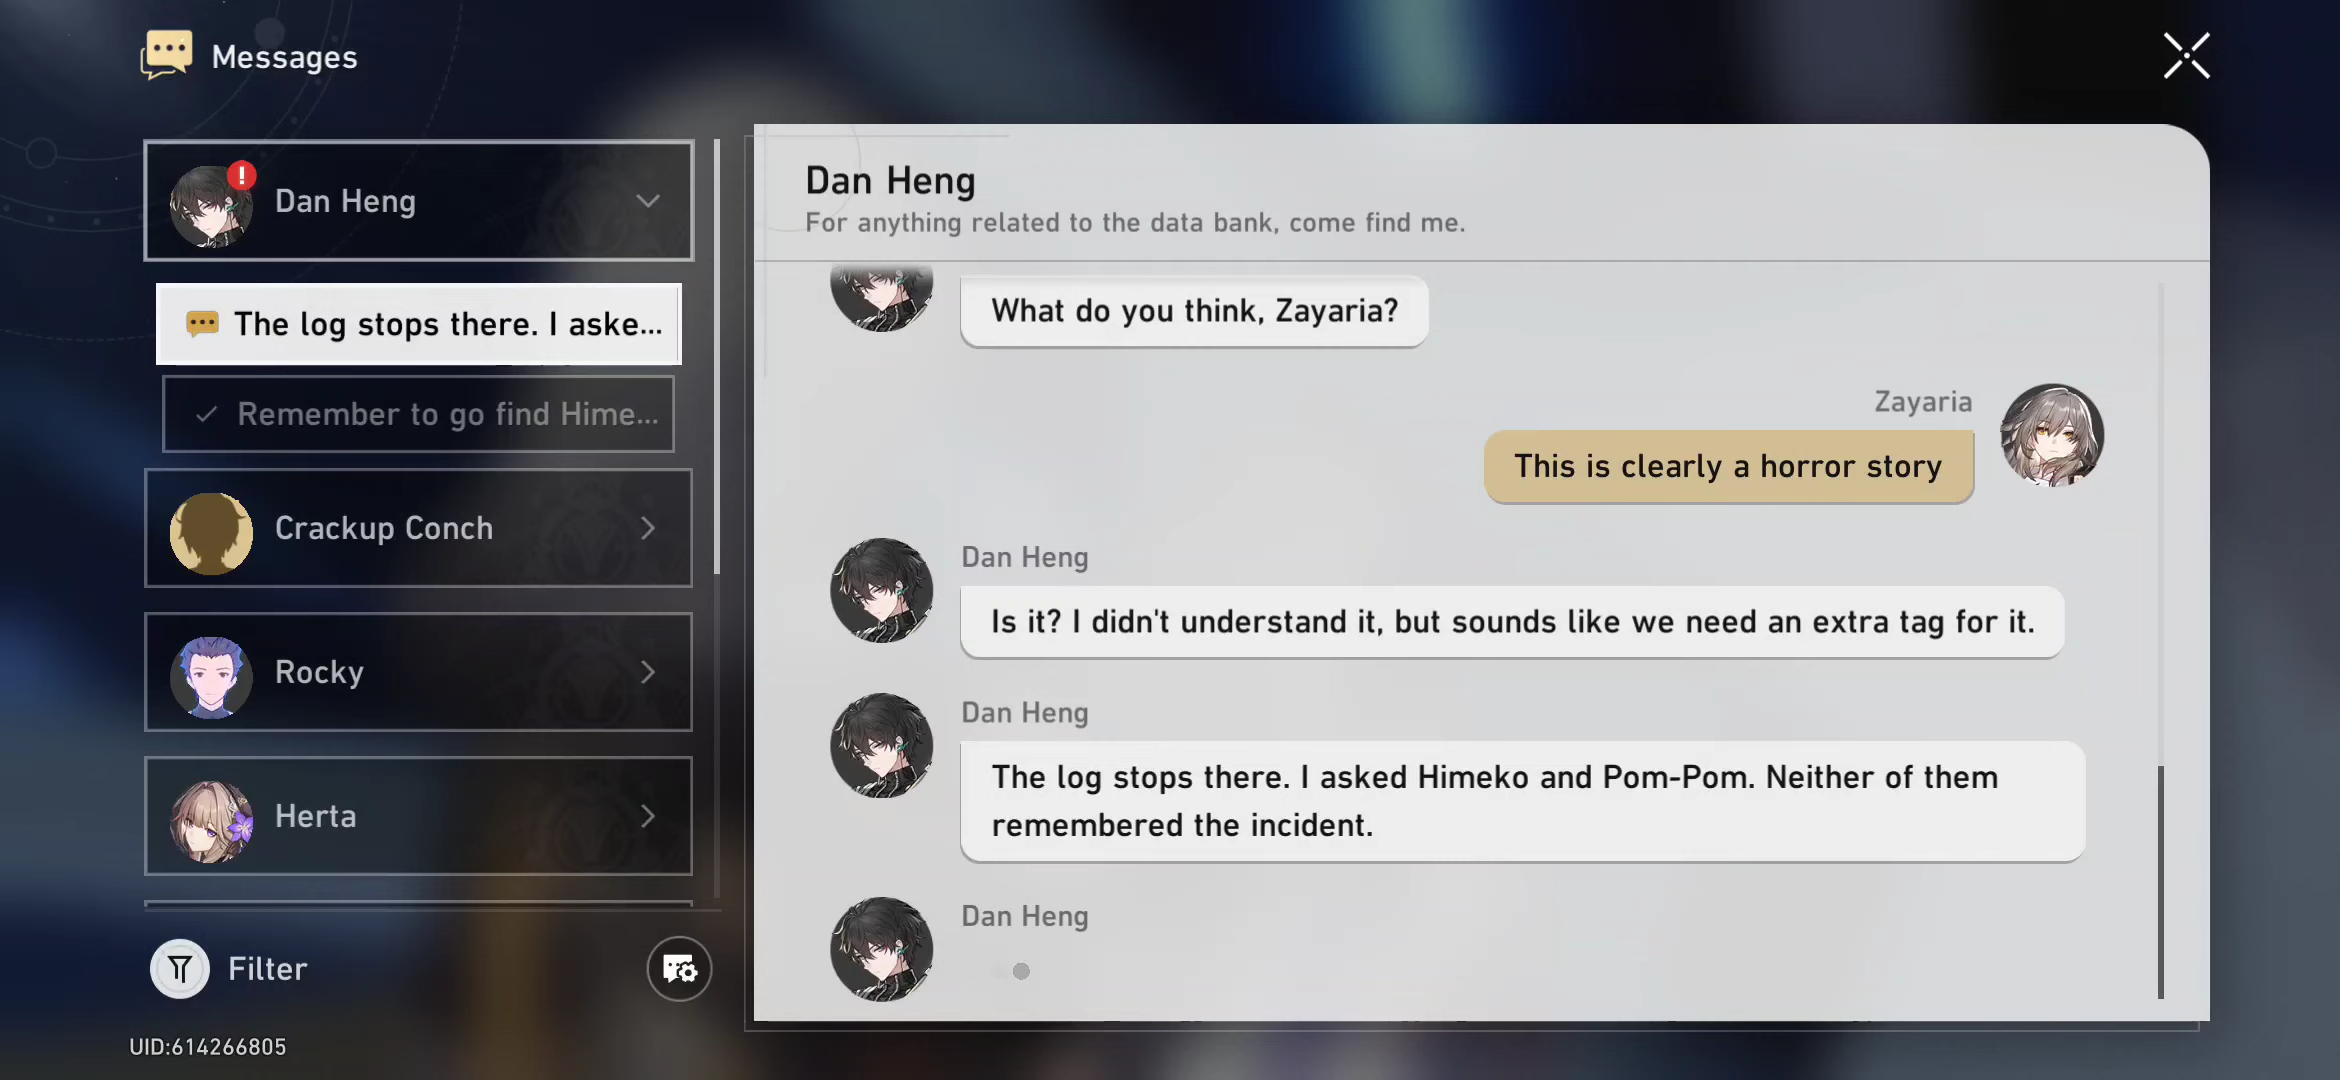 Messages
Dan Heng
The log stops there. I aske...
Remember to go find Hime...
Crackup Conch
Rocky
Herta
Filter
UID:614266805
Dan Heng
For anything related to the data bank, come find me.
What do you think, Zayaria?
Zayaria
This is clearly a horror story
Dan Heng
Is it? I didn't understand it, but sounds like we need an extra tag for it.
Dan Heng
The log stops there. I asked Himeko and Pom-Pom. Neither of them
remembered the incident.
Dan Heng